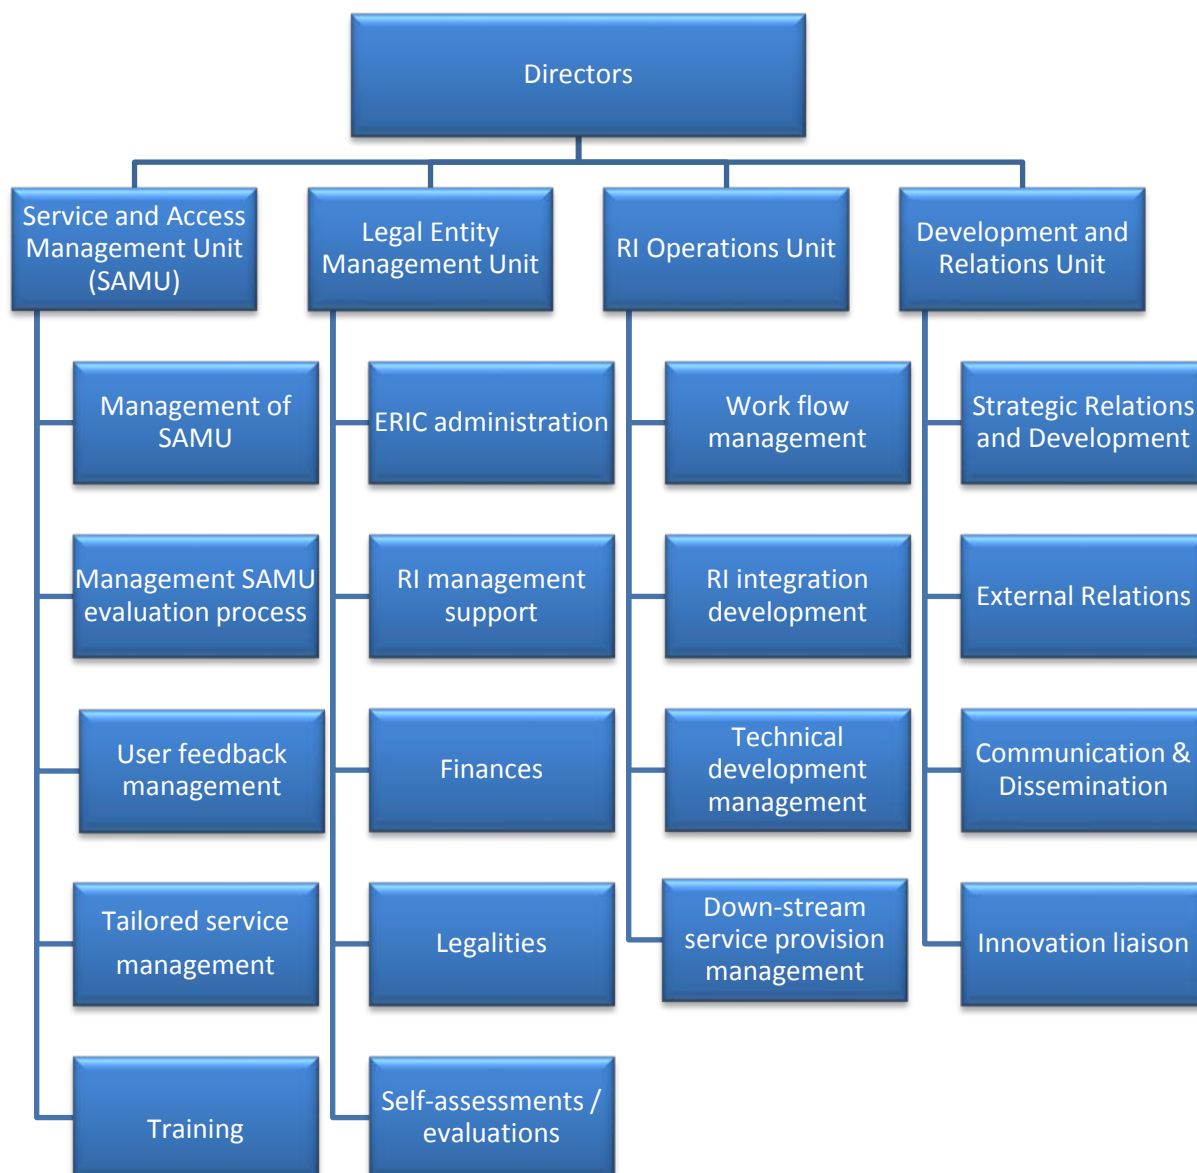 Directors
Service and Access
Management Unit
(SAMU)
Legal Entity
Management Unit
RI Operations Unit
Development and
Relations Unit
Management of
SAMU
ERIC administration
Work flow
management
Strategic Relations
and Development
Management SAMU
evaluation process
RI management
support
RI integration
development
External Relations
User feedback
management
Finances
Technical
development
management
Communication &
Dissemination
Tailored service
management
Legalities
Down-stream
service provision
management
Innovation liaison
Training
Self-assessments /
evaluations